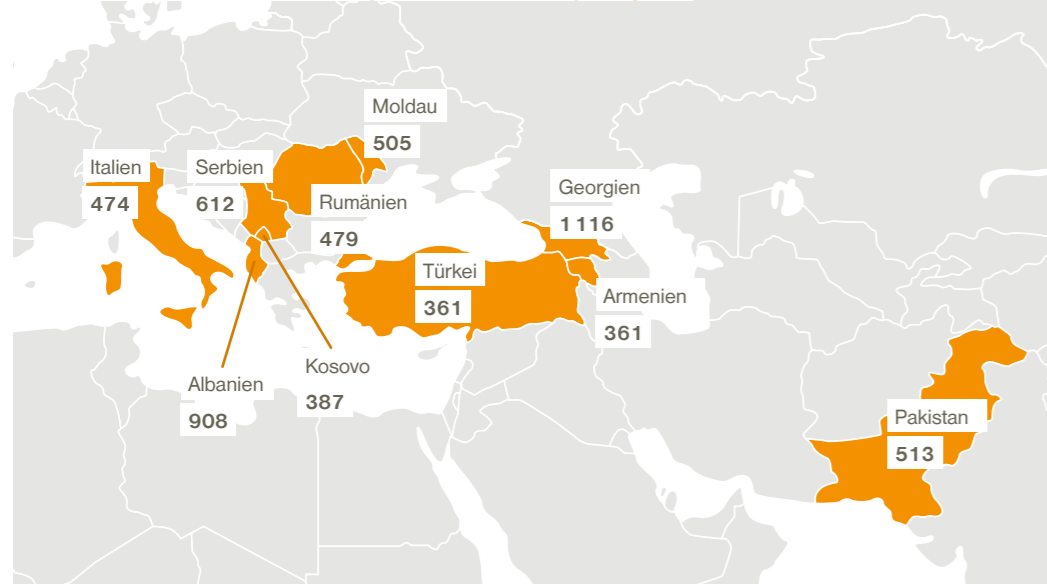 Moldau
505
Italien
474
Serbien
612
Rumänien
479
Georgien
1 116
Türkei
361
Armenien
361
Kosovo
387
Albanien
908
Pakistan
513